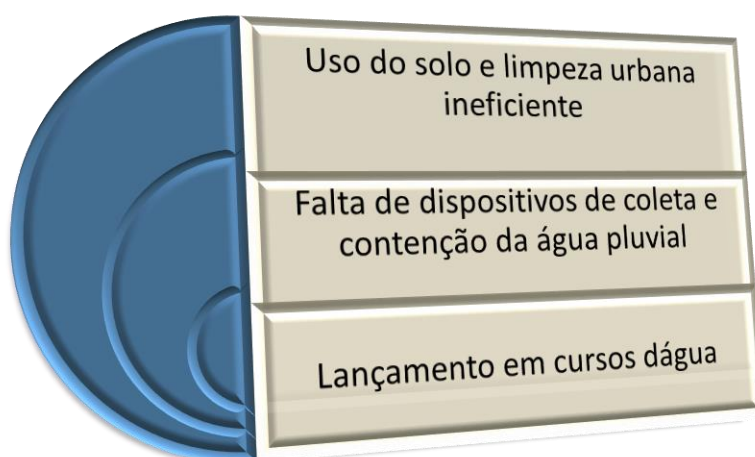 Uso do solo e limpeza urbana
ineficiente
Falta de dispositivos de coleta e
contenção da água pluvial
Lançamento em cursos dágua